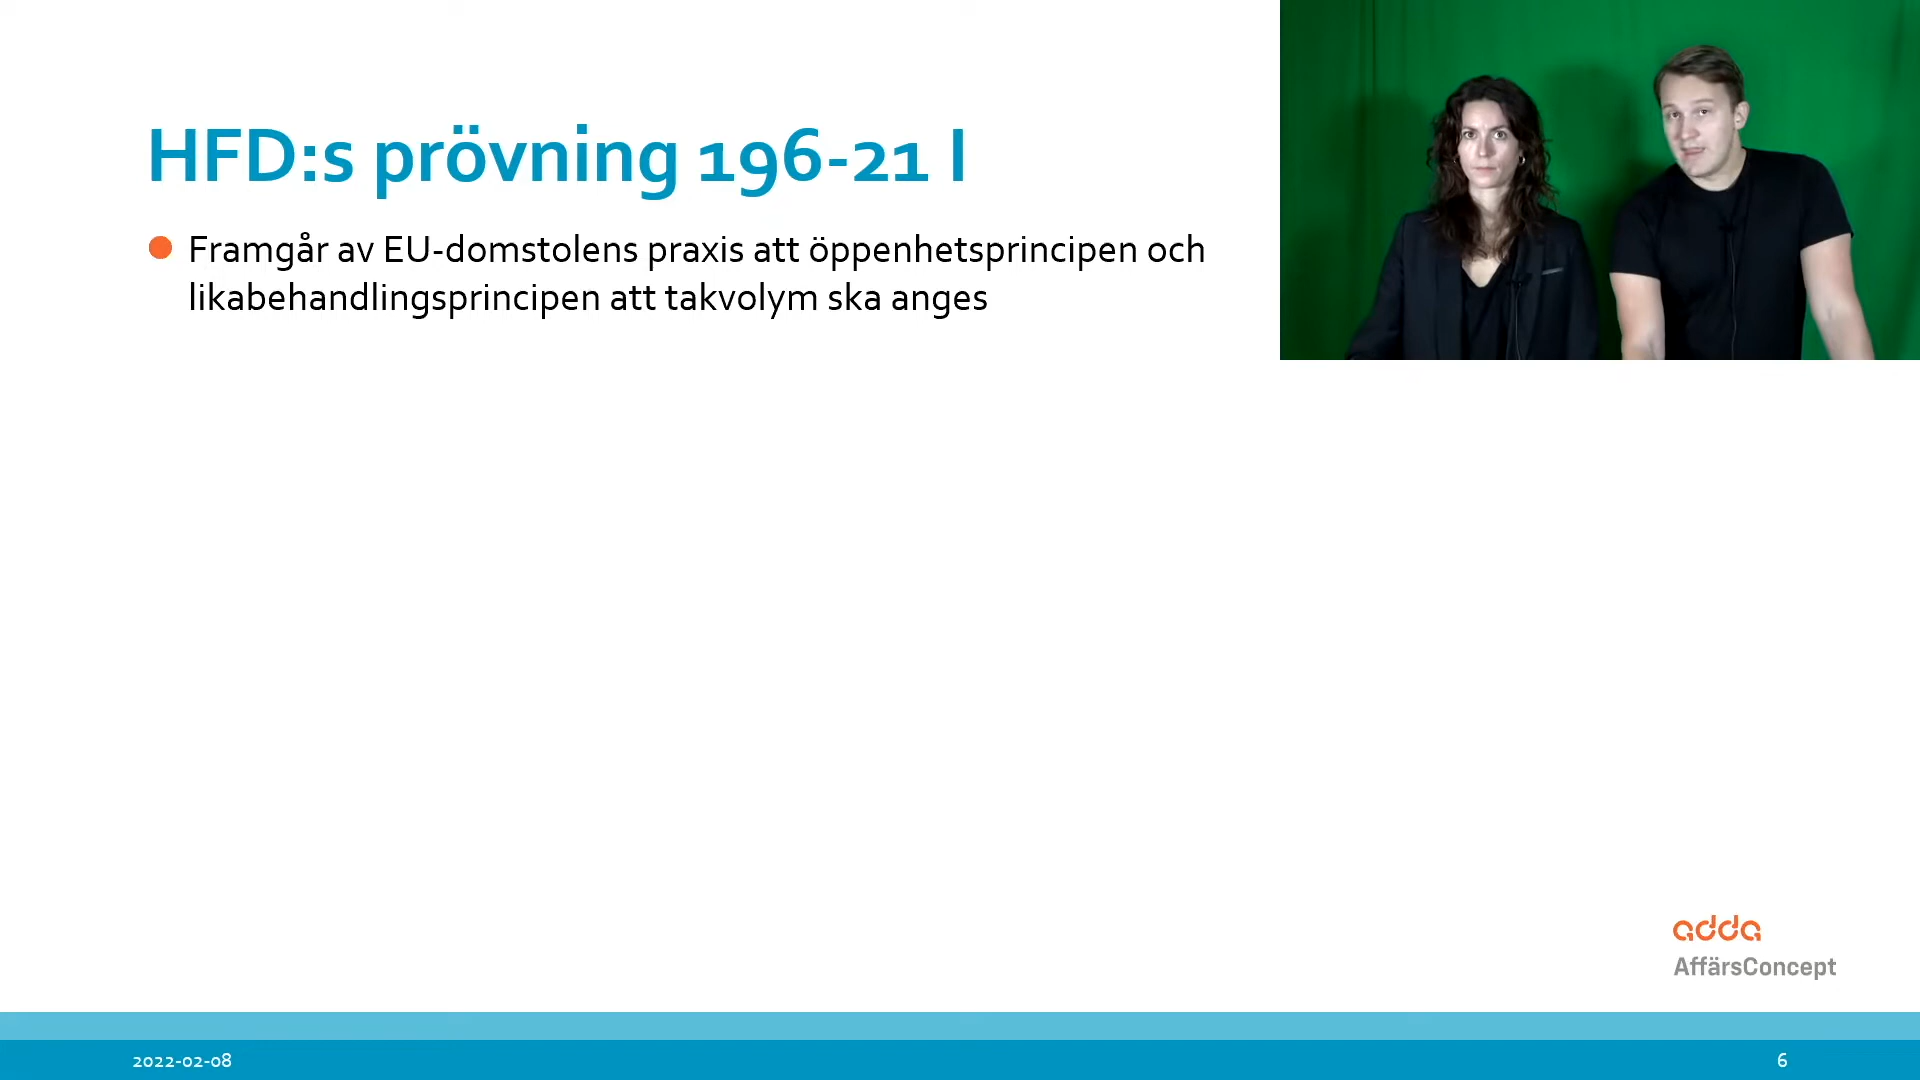 HFD:s prövning 196-21 I
Framgår av EU-domstolens praxis att öppenhetsprincipen och
likabehandlingsprincipen att takvolym ska anges
adda
AffärsConcept
2022-02-08
6